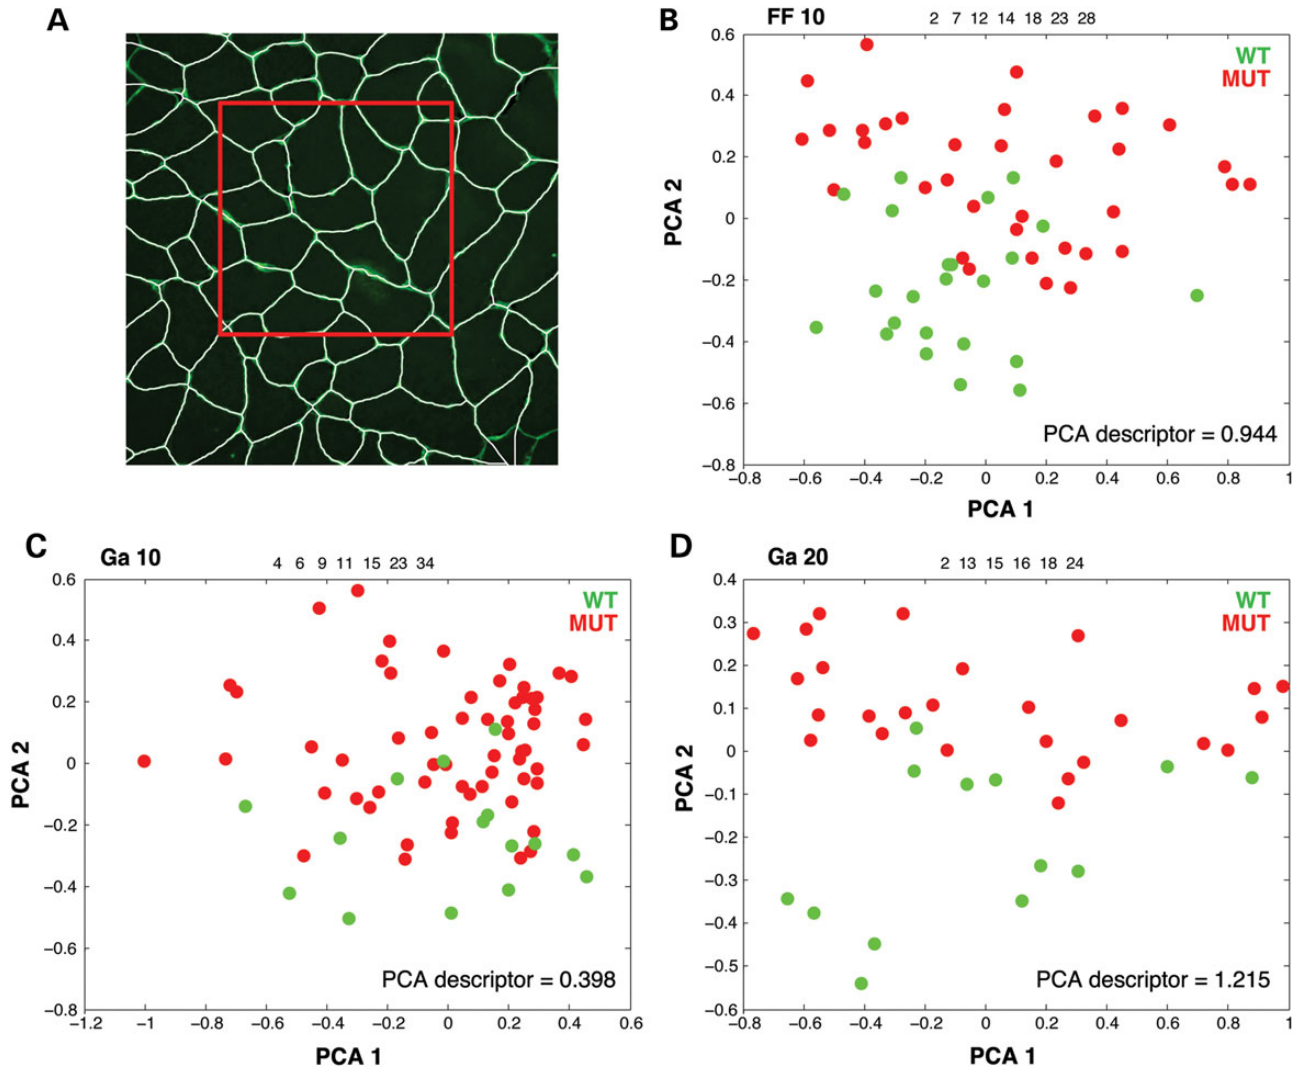 A
B
FF 10
2 7 12 14 18 23 28
0.6
0.4
0.2
0
−0.2
−0.4
−0.6
−0.8
PCA 2
WT
MUT
PCA descriptor = 0.944
−0.8 −0.6 −0.4 −0.2 0 0.2 0.4 0.6 0.8 1
PCA 1
C
Ga 10
4 6 9 11 15 23 34
0.6
0.4
0.2
0
−0.2
−0.4
−0.6
−0.8
PCA 2
WT
MUT
PCA descriptor = 0.398
−1.2 −1 −0.8 −0.6 −0.4 −0.2 0 0.2 0.4 0.6
PCA 1
D
Ga 20
2 13 15 16 18 24
0.4
0.3
0.2
0.1
0
−0.1
−0.2
−0.3
−0.4
−0.5
−0.6
PCA 2
WT
MUT
PCA descriptor = 1.215
−0.8 −0.6 −0.4 −0.2 0 0.2 0.4 0.6 0.8 1
PCA 1